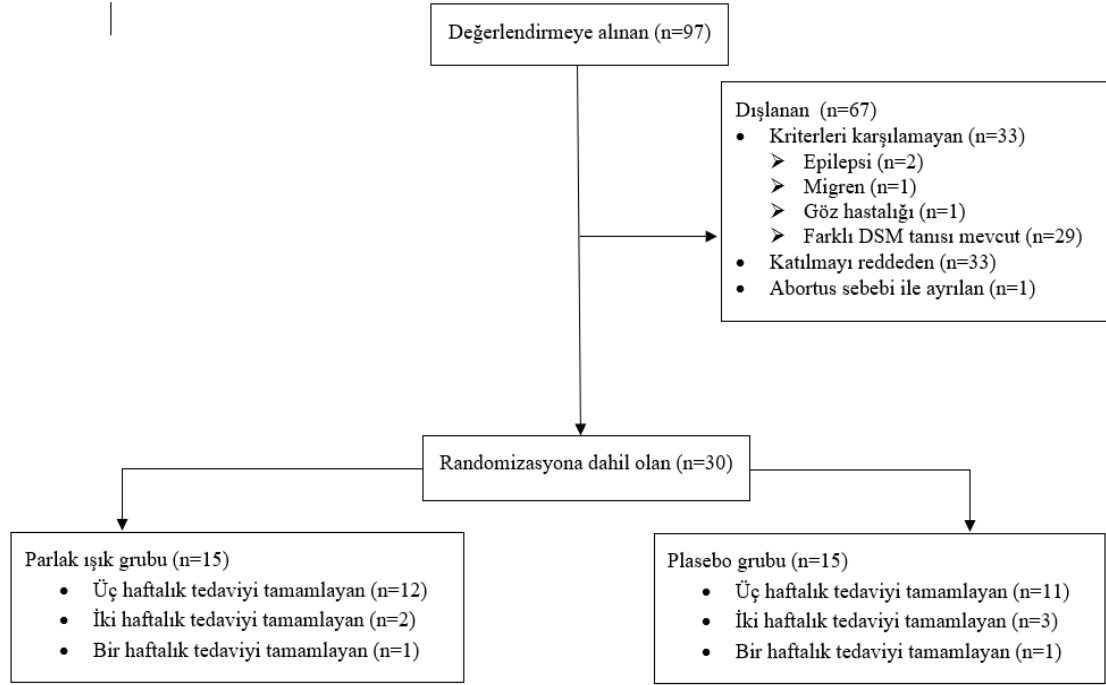 Değerlendirmeye alınan (n=97)
Dışlanan (n=67)
• Kriterleri karşılamayan (n=33)
➢ Epilepsi (n=2)
➢ Migren (n=1)
➢ Göz hastalığı (n=1)
➢ Farklı DSM tanısı mevcut (n=29)
• Katılmayı reddeden (n=33)
• Abortus sebebi ile ayrılan (n=1)
Randomizasyona dahil olan (n=30)
Parlak ışık grubu (n=15)
• Üç haftalık tedaviyi tamamlayan (n=12)
• İki haftalık tedaviyi tamamlayan (n=2)
• Bir haftalık tedaviyi tamamlayan (n=1)
Plasebo grubu (n=15)
• Üç haftalık tedaviyi tamamlayan (n=11)
• İki haftalık tedaviyi tamamlayan (n=3)
• Bir haftalık tedaviyi tamamlayan (n=1)